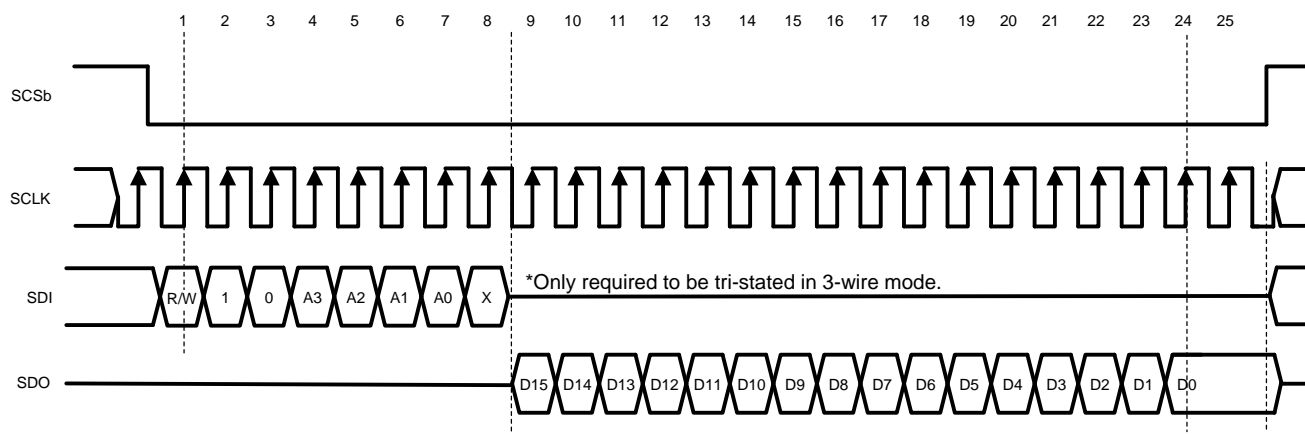 1 2 3 4 5 6 7 8 9 10 11 12 13 14 15 16 17 18 19 20 21 22 23 24 25
SCSb
SCLK
*Only required to be tri-stated in 3-wire mode.
SDI R/W 1 0 A3 A2 A1 A0 X
SDO D15 D14 D13 D12 D11 D10 D9 D8 D7 D6 D5 D4 D3 D2 D1 D0